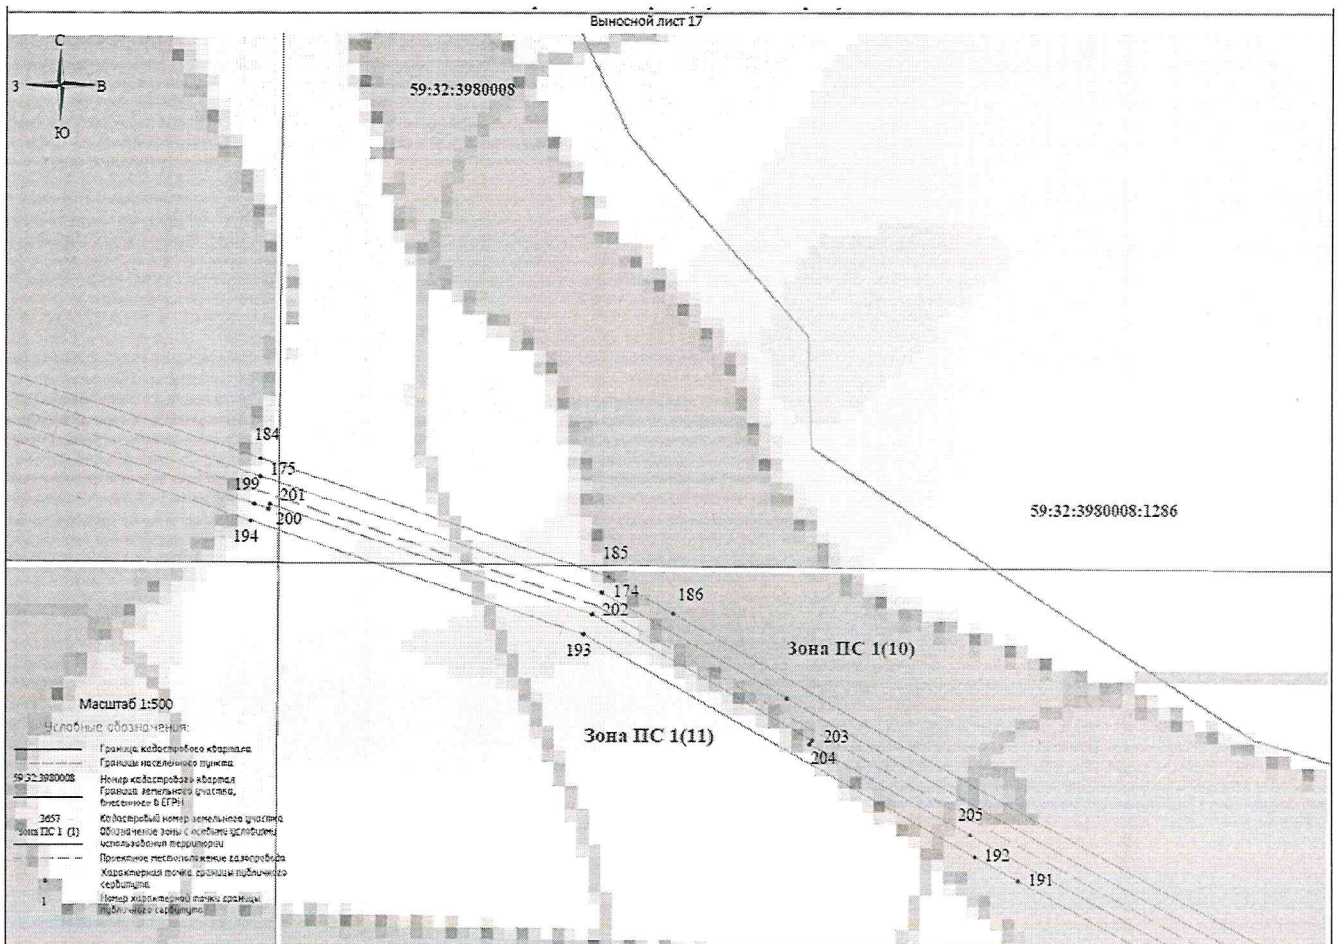 Выносной лист 17
С
З
В
Ю
59:32:3980008
184
175
199
201
200
194
59:32:3980008:1286
185
174
186
202
193
Зона ПС 1(10)
Зона ПС 1(11)
203
204
205
192
191
Масштаб 1:500
Условные обозначения:
Граница кадастрового квартала
Границы населенного пункта
59:32:3980008 Номер кадастрового квартал
Граница земельного участка,
внесенного в ЕГРН
3657 Кадастровый номер земельного участка
Зона ПС 1 (1) Обозначение зоны с особыми условиями
использования территории
Проектное местоположение газопровода
Характерная точка границы публичного
сервитута
1 Номер характерной точки границы
публичного сервитута